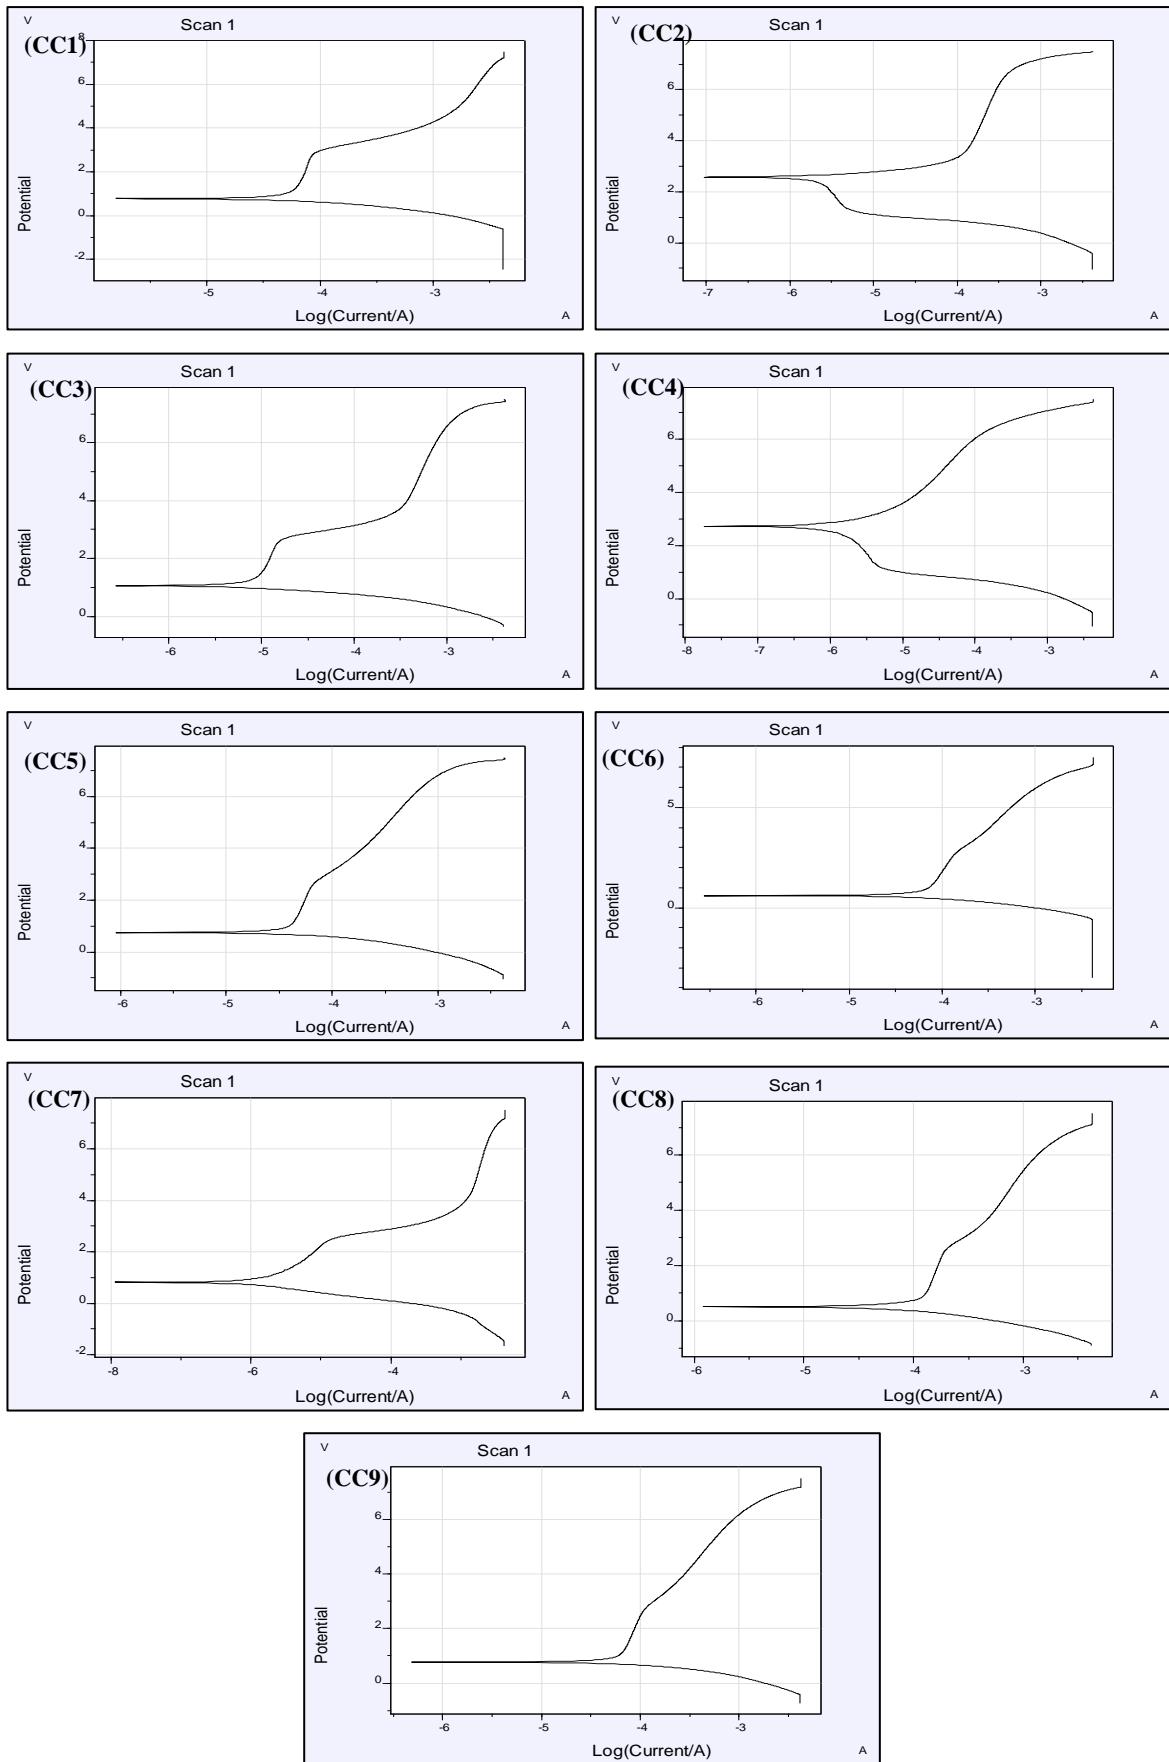 V
Scan 1
(CC1)
8
6
4
2
0
-2
Potential
-5
-4
-3
Log(Current/A)
A
V
Scan 1
(CC2)
6
4
2
0
Potential
-7
-6
-5
-4
-3
Log(Current/A)
A
V
Scan 1
(CC3)
6
4
2
0
Potential
-6
-5
-4
-3
Log(Current/A)
A
V
Scan 1
(CC4)
6
4
2
0
Potential
-8
-7
-6
-5
-4
-3
Log(Current/A)
A
V
Scan 1
(CC5)
6
4
2
0
Potential
-6
-5
-4
-3
Log(Current/A)
A
V
Scan 1
(CC6)
5
0
Potential
-6
-5
-4
-3
Log(Current/A)
A
V
Scan 1
(CC7)
6
4
2
0
-2
Potential
-8
-6
-4
Log(Current/A)
A
V
Scan 1
(CC8)
6
4
2
0
Potential
-6
-5
-4
-3
Log(Current/A)
A
V
Scan 1
(CC9)
6
4
2
0
Potential
-6
-5
-4
-3
Log(Current/A)
A